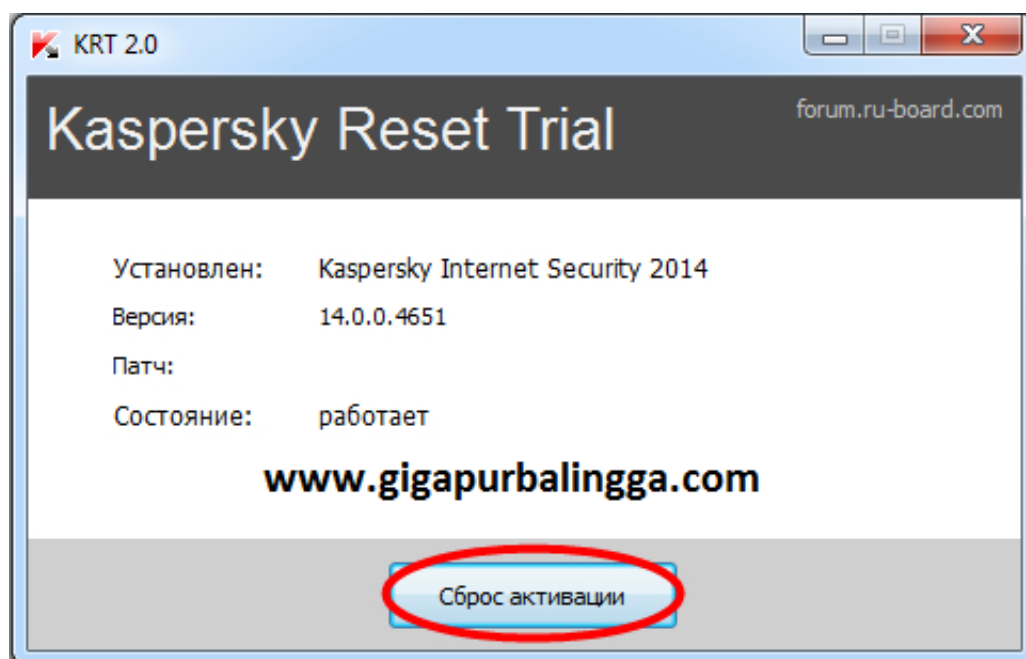 KRT 2.0
Kaspersky Reset Trial
forum.ru-board.com
Установлен: Kaspersky Internet Security 2014
Версия: 14.0.0.4651
Патч:
Состояние: работает
www.gigapurbalingga.com
Сброс активации